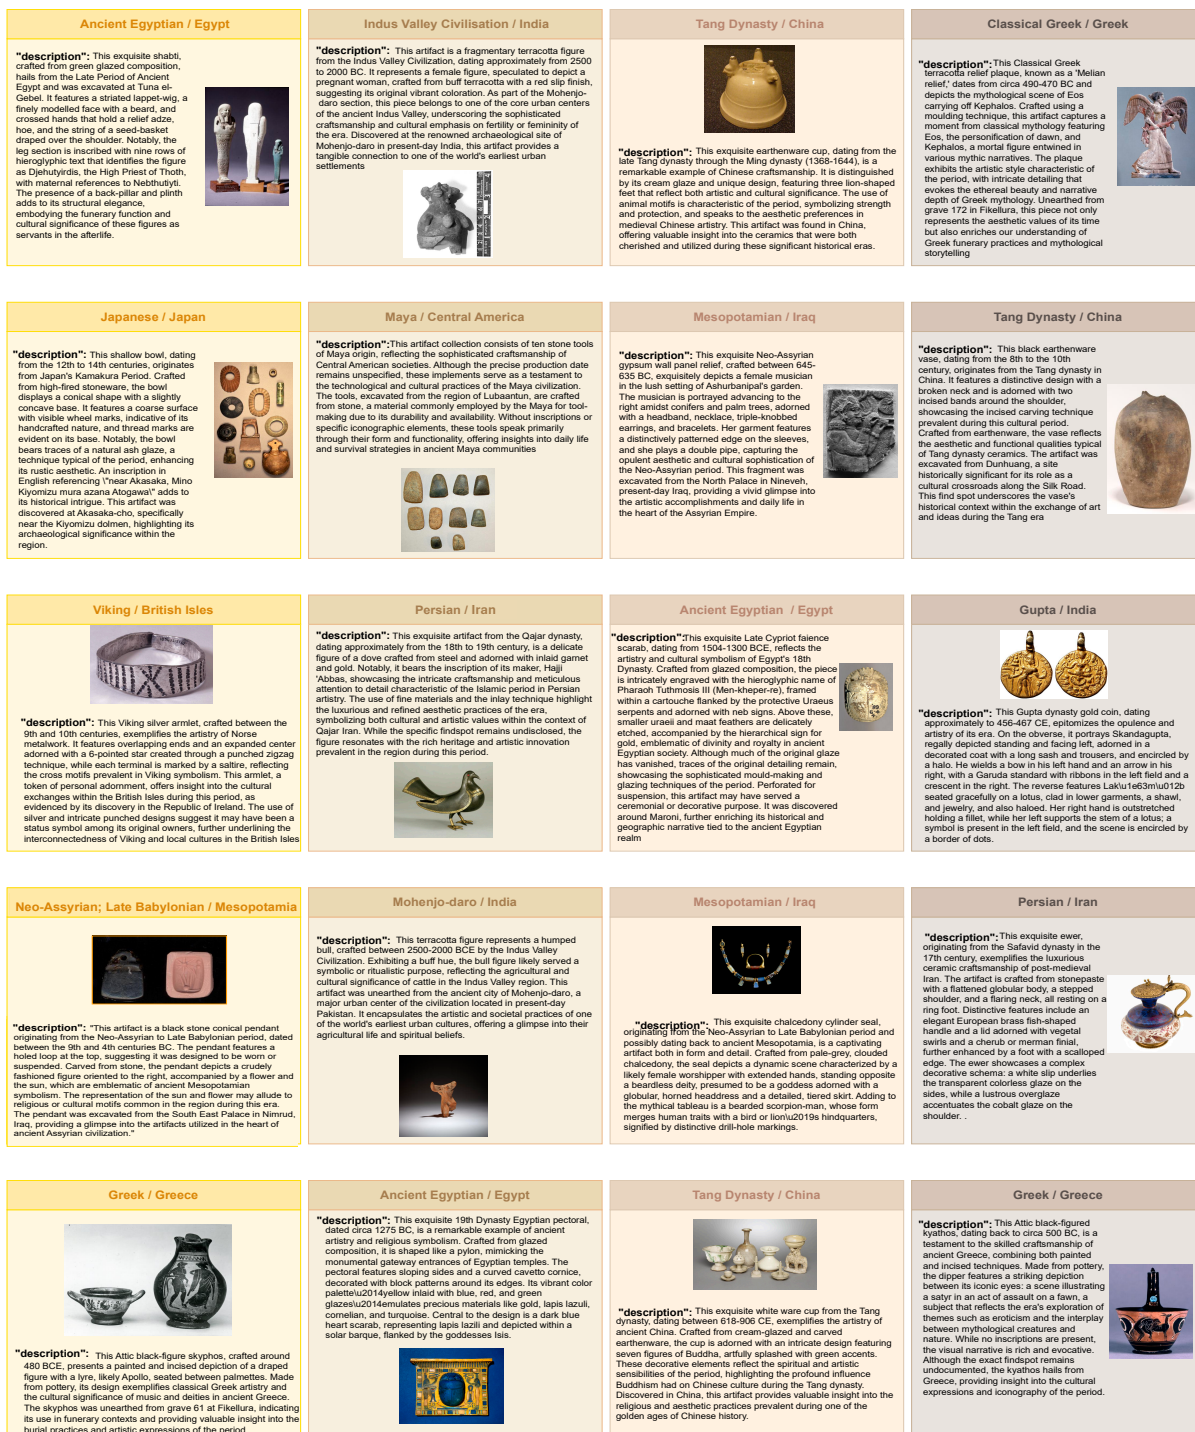 Ancient Egyptian / Egypt
"description": This exquisite shabti,
crafted from green glazed composition,
hails from the Late Period of Ancient
Egypt and was excavated at Tuna el-
Gebel. It features a striated lappet-wig, a
finely modelled face with a beard, and
crossed hands that hold a relief adze,
hoe, and the string of a seed-basket
draped over the shoulder. Notably, the
leg section is inscribed with nine rows of
hieroglyphic text that identifies the figure
as Djehutyirdis, the High Priest of Thoth,
with maternal references to Nebthutyti.
The presence of a back-pillar and plinth
adds to its structural elegance,
embodying the funerary function and
cultural significance of these figures as
servants in the afterlife.
Indus Valley Civilisation / India
"description": This artifact is a fragmentary terracotta figure
from the Indus Valley Civilization, dating approximately from 2500
to 2000 BC. It represents a female figure, speculated to depict a
pregnant woman, crafted from buff terracotta with a red slip finish,
suggesting its original vibrant coloration. As part of the Mohenjo-
daro section, this piece belongs to one of the core urban centers
of the ancient Indus Valley, underscoring the sophisticated
craftsmanship and cultural emphasis on fertility or femininity of
the era. Discovered at the renowned archaeological site of
Mohenjo-daro in present-day India, this artifact provides a
tangible connection to one of the world's earliest urban
settlements
Tang Dynasty / China
"description": This exquisite earthenware cup, dating from the
late Tang dynasty through the Ming dynasty (1368-1644), is a
remarkable example of Chinese craftsmanship. It is distinguished
by its cream glaze and unique design, featuring three lion-shaped
feet that reflect both artistic and cultural significance. The use of
animal motifs is characteristic of the period, symbolizing strength
and protection, and speaks to the aesthetic preferences in
medieval Chinese artistry. This artifact was found in China,
offering valuable insight into the ceramics that were both
cherished and utilized during these significant historical eras.
Classical Greek / Greek
"description": This Classical Greek
terracotta relief plaque, known as a 'Melian
relief,' dates from circa 490-470 BC and
depicts the mythological scene of Eos
carrying off Kephalos. Crafted using a
moulding technique, this artifact captures a
moment from classical mythology featuring
Eos, the personification of dawn, and
Kephalos, a mortal figure entwined in
various mythic narratives. The plaque
exhibits the artistic style characteristic of
the period, with intricate detailing that
evokes the ethereal beauty and narrative
depth of Greek mythology. Unearthed from
grave 172 in Fikellura, this piece not only
represents the aesthetic values of its time
but also enriches our understanding of
Greek funerary practices and mythological
storytelling
Japanese / Japan
"description": This shallow bowl, dating
from the 12th to 14th centuries, originates
from Japan's Kamakura Period. Crafted
from high-fired stoneware, the bowl
displays a conical shape with a slightly
concave base. It features a coarse surface
with visible wheel marks, indicative of its
handcrafted nature, and thread marks are
evident on its base. Notably, the bowl
bears traces of a natural ash glaze, a
technique typical of the period, enhancing
its rustic aesthetic. An inscription in
English referencing \"near Akasaka, Mino
Kiyomizu mura azana Atogawa\" adds to
its historical intrigue. This artifact was
discovered at Akasaka-cho, specifically
near the Kiyomizu dolmen, highlighting its
archaeological significance within the
region.
Maya / Central America
"description":This artifact collection consists of ten stone tools
of Maya origin, reflecting the sophisticated craftsmanship of
Central American societies. Although the precise production date
remains unspecified, these implements serve as a testament to
the technological and cultural practices of the Maya civilization.
The tools, excavated from the region of Lubaantun, are crafted
from stone, a material commonly employed by the Maya for tool-
making due to its durability and availability. Without inscriptions or
specific iconographic elements, these tools speak primarily
through their form and functionality, offering insights into daily life
and survival strategies in ancient Maya communities
Mesopotamian / Iraq
"description": This exquisite Neo-Assyrian
gypsum wall panel relief, crafted between 645-
635 BC, exquisitely depicts a female musician
in the lush setting of Ashurbanipal's garden.
The musician is portrayed advancing to the
right amidst conifers and palm trees, adorned
with a headband, necklace, triple-knobbed
earrings, and bracelets. Her garment features
a distinctively patterned edge on the sleeves,
and she plays a double pipe, capturing the
opulent aesthetic and cultural sophistication of
the Neo-Assyrian period. This fragment was
excavated from the North Palace in Nineveh,
present-day Iraq, providing a vivid glimpse into
the artistic accomplishments and daily life in
the heart of the Assyrian Empire.
Tang Dynasty / China
"description": This black earthenware
vase, dating from the 8th to the 10th
century, originates from the Tang dynasty in
China. It features a distinctive design with a
broken neck and is adorned with two
incised bands around the shoulder,
showcasing the incised carving technique
prevalent during this cultural period.
Crafted from earthenware, the vase reflects
the aesthetic and functional qualities typical
of Tang dynasty ceramics. The artifact was
excavated from Dunhuang, a site
historically significant for its role as a
cultural crossroads along the Silk Road.
This find spot underscores the vase's
historical context within the exchange of art
and ideas during the Tang era
Viking / British Isles
"description": This Viking silver armlet, crafted between the
9th and 10th centuries, exemplifies the artistry of Norse
metalwork. It features overlapping ends and an expanded center
adorned with a 6-pointed star created through a punched zigzag
technique, while each terminal is marked by a saltire, reflecting
the cross motifs prevalent in Viking symbolism. This armlet, a
token of personal adornment, offers insight into the cultural
exchanges within the British Isles during this period, as
evidenced by its discovery in the Republic of Ireland. The use of
silver and intricate punched designs suggest it may have been a
status symbol among its original owners, further underlining the
interconnectedness of Viking and local cultures in the British Isles
Persian / Iran
"description": This exquisite artifact from the Qajar dynasty,
dating approximately from the 18th to 19th century, is a delicate
figure of a dove crafted from steel and adorned with inlaid garnet
and gold. Notably, it bears the inscription of its maker, Hajji
'Abbas, showcasing the intricate craftsmanship and meticulous
attention to detail characteristic of the Islamic period in Persian
artistry. The use of fine materials and the inlay technique highlight
the luxurious and refined aesthetic practices of the era,
symbolizing both cultural and artistic values within the context of
Qajar Iran. While the specific findspot remains undisclosed, the
figure resonates with the rich heritage and artistic innovation
prevalent in the region during this period.
Ancient Egyptian / Egypt
"description":This exquisite Late Cypriot faience
scarab, dating from 1504-1300 BCE, reflects the
artistry and cultural symbolism of Egypt's 18th
Dynasty. Crafted from glazed composition, the piece
is intricately engraved with the hieroglyphic name of
Pharaoh Tuthmosis III (Men-kheper-re), framed
within a cartouche flanked by the protective Uraeus
serpents and adorned with neb signs. Above these,
smaller uraeii and maat feathers are delicately
etched, accompanied by the hierarchical sign for
gold, emblematic of divinity and royalty in ancient
Egyptian society. Although much of the original glaze
has vanished, traces of the original detailing remain,
showcasing the sophisticated mould-making and
glazing techniques of the period. Perforated for
suspension, this artifact may have served a
ceremonial or decorative purpose. It was discovered
around Maroni, further enriching its historical and
geographic narrative tied to the ancient Egyptian
realm
Gupta / India
"description": This Gupta dynasty gold coin, dating
approximately to 456-467 CE, epitomizes the opulence and
artistry of its era. On the obverse, it portrays Skandagupta,
regally depicted standing and facing left, adorned in a
decorated coat with a long sash and trousers, and encircled by
a halo. He wields a bow in his left hand and an arrow in his
right, with a Garuda standard with ribbons in the left field and a
crescent in the right. The reverse features Lak\u1e63m\u012b
seated gracefully on a lotus, clad in lower garments, a shawl,
and jewelry, and also haloed. Her right hand is outstretched
holding a fillet, while her left supports the stem of a lotus; a
symbol is present in the left field, and the scene is encircled by
a border of dots.
Neo-Assyrian; Late Babylonian / Mesopotamia
"description": "This artifact is a black stone conical pendant
originating from the Neo-Assyrian to Late Babylonian period, dated
between the 9th and 4th centuries BC. The pendant features a
holed loop at the top, suggesting it was designed to be worn or
suspended. Carved from stone, the pendant depicts a crudely
fashioned figure oriented to the right, accompanied by a flower and
the sun, which are emblematic of ancient Mesopotamian
symbolism. The representation of the sun and flower may allude to
religious or cultural motifs common in the region during this era.
The pendant was excavated from the South East Palace in Nimrud,
Iraq, providing a glimpse into the artifacts utilized in the heart of
ancient Assyrian civilization."
Mohenjo-daro / India
"description": This terracotta figure represents a humped
bull, crafted between 2500-2000 BCE by the Indus Valley
Civilization. Exhibiting a buff hue, the bull figure likely served a
symbolic or ritualistic purpose, reflecting the agricultural and
cultural significance of cattle in the Indus Valley region. This
artifact was unearthed from the ancient city of Mohenjo-daro, a
major urban center of the civilization located in present-day
Pakistan. It encapsulates the artistic and societal practices of one
of the world's earliest urban cultures, offering a glimpse into their
agricultural life and spiritual beliefs.
Mesopotamian / Iraq
"description": This exquisite chalcedony cylinder seal,
originating from the Neo-Assyrian to Late Babylonian period and
possibly dating back to ancient Mesopotamia, is a captivating
artifact both in form and detail. Crafted from pale-grey, clouded
chalcedony, the seal depicts a dynamic scene characterized by a
likely female worshipper with extended hands, standing opposite
a beardless deity, presumed to be a goddess adorned with a
globular, horned headdress and a detailed, tiered skirt. Adding to
the mythical tableau is a bearded scorpion-man, whose form
merges human traits with a bird or lion\u2019s hindquarters,
signified by distinctive drill-hole markings.
Persian / Iran
"description":This exquisite ewer,
originating from the Safavid dynasty in the
17th century, exemplifies the luxurious
ceramic craftsmanship of post-medieval
Iran. The artifact is crafted from stonepaste
with a flattened globular body, a stepped
shoulder, and a flaring neck, all resting on a
ring foot. Distinctive features include an
elegant European brass fish-shaped
handle and a lid adorned with vegetal
swirls and a cherub or merman finial,
further enhanced by a foot with a scalloped
edge. The ewer showcases a complex
decorative schema: a white slip underlies
the transparent colorless glaze on the
sides, while a lustrous overglaze
accentuates the cobalt glaze on the
shoulder. .
Greek / Greece
"description": This Attic black-figure skyphos, crafted around
480 BCE, presents a painted and incised depiction of a draped
figure with a lyre, likely Apollo, seated between palmettes. Made
from pottery, its design exemplifies classical Greek artistry and
the cultural significance of music and deities in ancient Greece.
The skyphos was unearthed from grave 61 at Fikellura, indicating
its use in funerary contexts and providing valuable insight into the
burial practices and artistic expressions of the period
Ancient Egyptian / Egypt
"description": This exquisite 19th Dynasty Egyptian pectoral,
dated circa 1275 BC, is a remarkable example of ancient
artistry and religious symbolism. Crafted from glazed
composition, it is shaped like a pylon, mimicking the
monumental gateway entrances of Egyptian temples. The
pectoral features sloping sides and a curved cavetto cornice,
decorated with block patterns around its edges. Its vibrant color
palette\u2014yellow inlaid with blue, red, and green
glazes\u2014emulates precious materials like gold, lapis lazuli,
cornelian, and turquoise. Central to the design is a dark blue
heart scarab, representing lapis lazili and depicted within a
solar barque, flanked by the goddesses Isis.
Tang Dynasty / China
"description": This exquisite white ware cup from the Tang
dynasty, dating between 618-906 CE, exemplifies the artistry of
ancient China. Crafted from cream-glazed and carved
earthenware, the cup is adorned with an intricate design featuring
seven figures of Buddha, artfully splashed with green accents.
These decorative elements reflect the spiritual and artistic
sensibilities of the period, highlighting the profound influence
Buddhism had on Chinese culture during the Tang dynasty.
Discovered in China, this artifact provides valuable insight into the
religious and aesthetic practices prevalent during one of the
golden ages of Chinese history.
Greek / Greece
"description": This Attic black-figured
kyathos, dating back to circa 500 BC, is a
testament to the skilled craftsmanship of
ancient Greece, combining both painted
and incised techniques. Made from pottery,
the dipper features a striking depiction
between its iconic eyes: a scene illustrating
a satyr in an act of assault on a fawn, a
subject that reflects the era's exploration of
themes such as eroticism and the interplay
between mythological creatures and
nature. While no inscriptions are present,
the visual narrative is rich and evocative.
Although the exact findspot remains
undocumented, the kyathos hails from
Greece, providing insight into the cultural
expressions and iconography of the period.